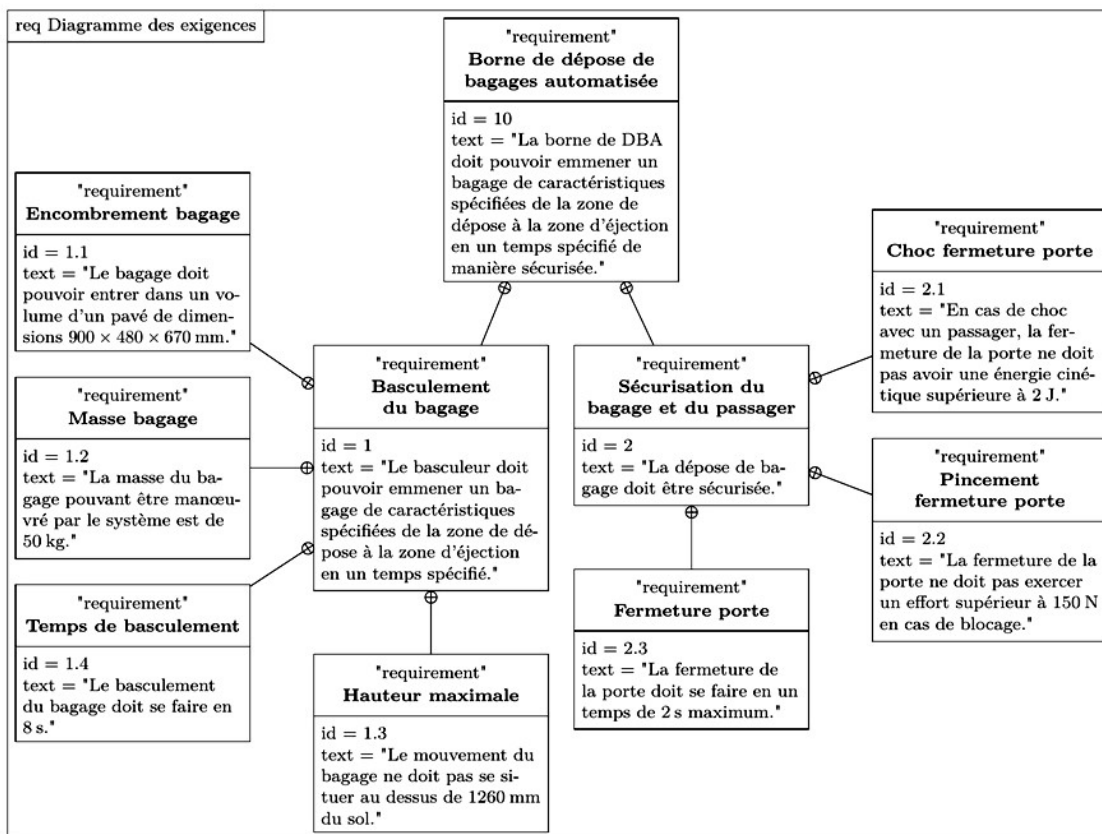 req Diagramme des exigences
"requirement"
Borne de dépose de
bagages automatisée
id = 10
text = "La borne de DBA
doit pouvoir emmener un
bagage de caractéristiques
spécifiées de la zone de
dépose à la zone d'éjection
en un temps spécifié de
manière sécurisée."
"requirement"
Encombrement bagage
id = 1.1
text = "Le bagage doit
pouvoir entrer dans un vo-
lume d'un pavé de dimen-
sions 900 × 480 × 670 mm."
"requirement"
Masse bagage
id = 1.2
text = "La masse du ba-
gage pouvant être manœu-
vré par le système est de
50 kg."
"requirement"
Temps de basculement
id = 1.4
text = "Le basculement
du bagage doit se faire en
8 s."
"requirement"
Basculement
du bagage
id = 1
text = "Le basculeur doit
pouvoir emmener un ba-
gage de caractéristiques
spécifiées de la zone de dé-
pose à la zone d'éjection
en un temps spécifié."
"requirement"
Hauteur maximale
id = 1.3
text = "Le mouvement du
bagage ne doit pas se si-
tuer au dessus de 1260 mm
du sol."
"requirement"
Sécurisation du
bagage et du passager
id = 2
text = "La dépose de ba-
gage doit être sécurisée."
"requirement"
Fermeture porte
id = 2.3
text = "La fermeture de
la porte doit se faire en un
temps de 2 s maximum."
"requirement"
Choc fermeture porte
id = 2.1
text = "En cas de choc
avec un passager, la fer-
meture de la porte ne doit
pas avoir une énergie ciné-
tique supérieure à 2 J."
"requirement"
Pincement
fermeture porte
id = 2.2
text = "La fermeture de la
porte ne doit pas exercer
un effort supérieur à 150 N
en cas de blocage."